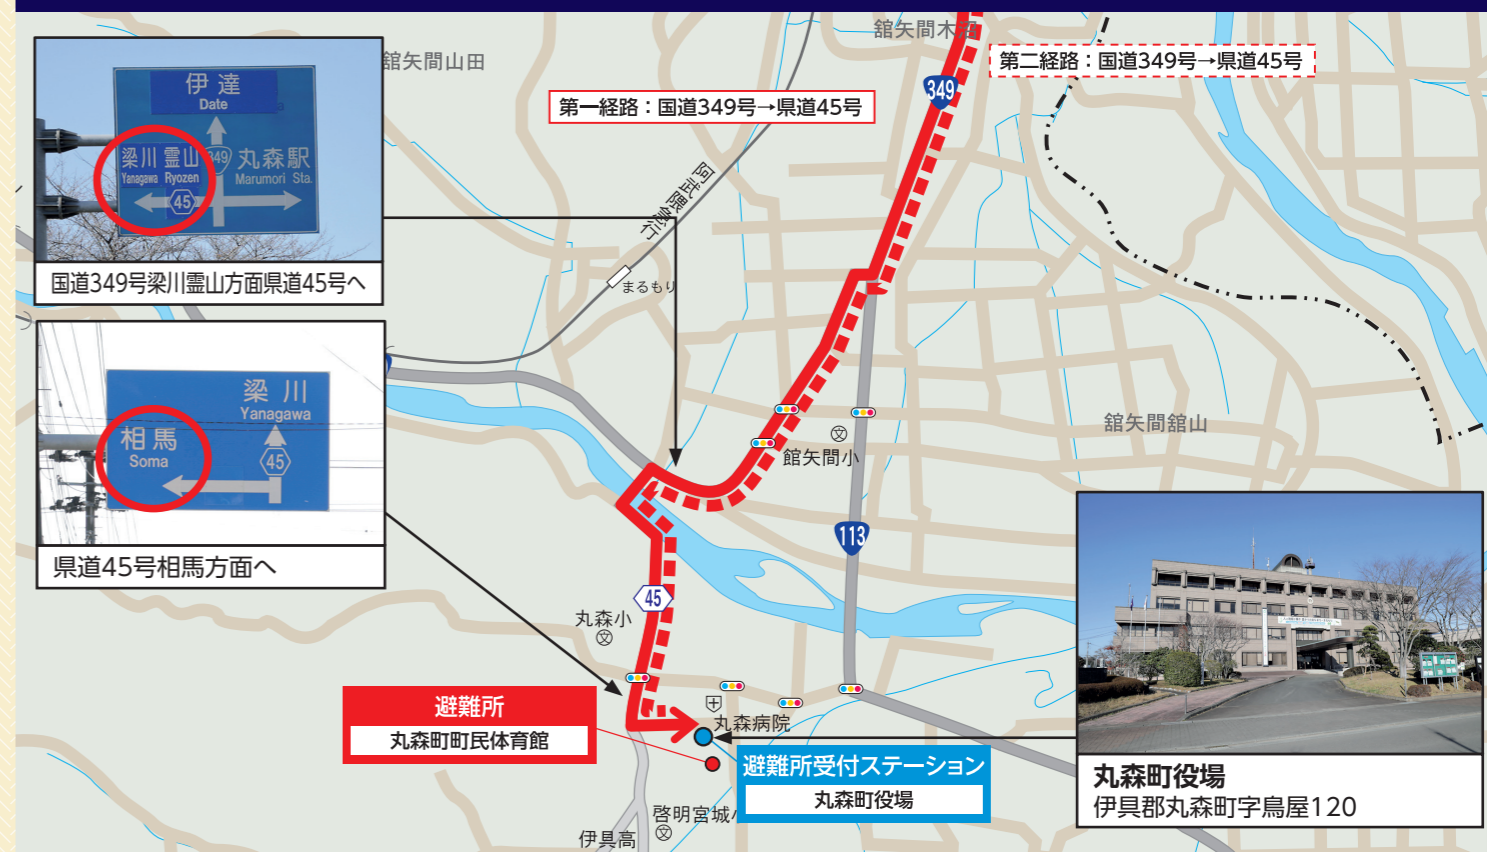 舘矢間木沼
舘矢間山田
第二経路：国道349号→県道45号
第一経路：国道349号→県道45号
349
伊達
Date
梁川 霊山
Yanagawa Ryozen
349
丸森駅
Marumori Sta.
45
国道349号梁川霊山方面県道45号へ
阿武隈急行
まるもり
梁川
Yanagawa
相馬
Soma
45
県道45号相馬方面へ
舘矢間舘山
文
館矢間小
113
45
丸森小
文
避難所
丸森町町民体育館
丸森病院
避難所受付ステーション
丸森町役場
啓明宮城小
文
伊具高
丸森町役場
伊具郡丸森町字鳥屋120